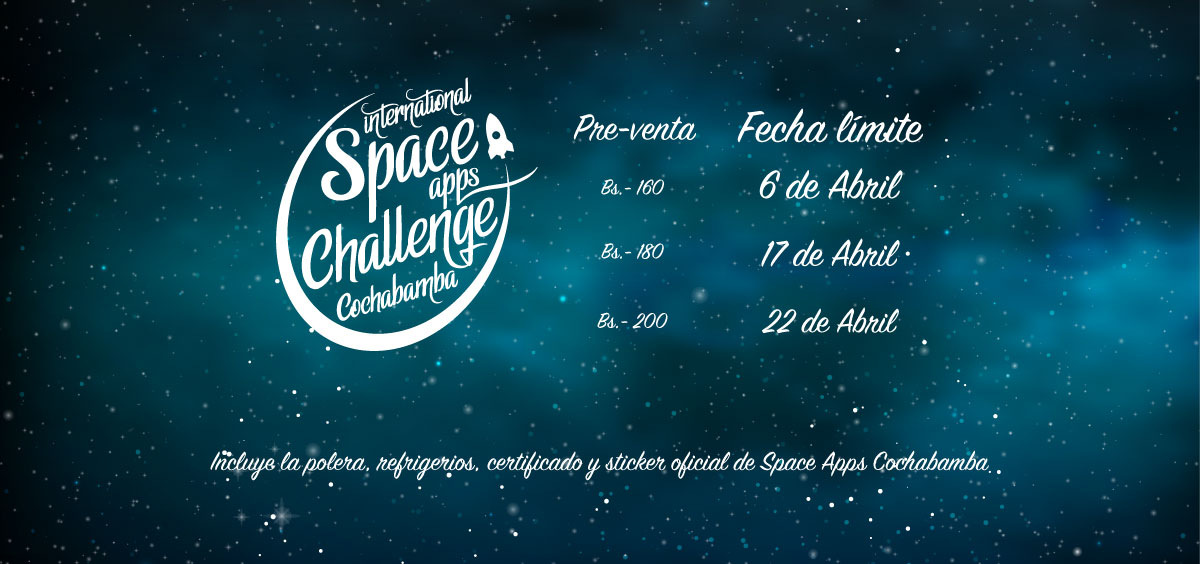 international
Space
apps
Challenge
Cochabamba
Pre-venta Fecha límite
Bs.- 160 6 de Abril
Bs.- 180 17 de Abril
Bs.- 200 22 de Abril
Incluye la polera, refrigerios, certificado y sticker oficial de Space Apps Cochabamba.